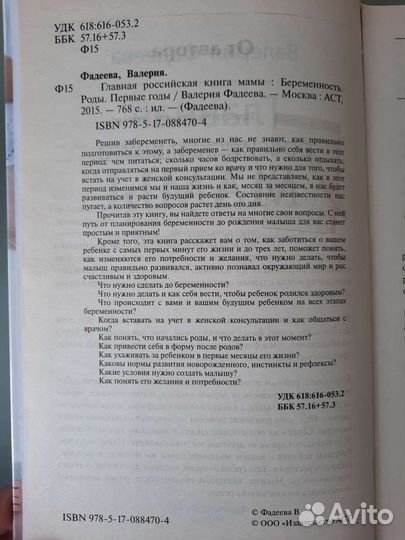 УДК 618:616-053.2
ББК 57.16+57.3
Ф15
От автора
Фадеева, Валерия.
Ф15 Главная российская книга мамы : Беременность.
Роды. Первые годы / Валерия Фадеева. — Москва : АСТ,
2015. — 768 с. : ил. — (Фадеева).
ISBN 978-5-17-088470-4
Решив забеременеть, многие из нас не знают, как правильно
подготовиться к этому, а забеременев — как правильно себя вести в этот
период: чем питаться; сколько часов бодрствовать, а сколько отдыхать;
когда отправляться на первый прием ко врачу и что нужно для того, чтобы
встать на учет в женской консультации. Мы не представляем, как в этот
период изменимся мы и наша жизнь и как, месяц за месяцем, в нас будет
развиваться и расти будущий ребенок. Состояние неизвестности нас
пугает, а количество вопросов растет день ото дня.
Прочитав эту книгу, вы найдете ответы на многие свои вопросы. С ней
путь от планирования беременности до рождения малыша для вас станет
простым и приятным!
Кроме того, эта книга расскажет вам о том, как заботиться о вашем
ребенке с самых первых минут его жизни и до трех лет, поможет понять,
как изменяются его потребности и желания, что нужно делать, чтобы
малыш правильно развивался, активно познавал окружающий мир и рос
счастливым и здоровым.
Что нужно сделать до беременности?
Что нужно делать и как себя вести, чтобы ребенок родился здоровым?
Что происходит с вами и вашим будущим ребенком на всех этапах
беременности?
Когда вставать на учет в женской консультации и как общаться с
врачом?
Как понять, что начались роды, и что делать в этот момент?
Как привести себя в форму после родов?
Как ухаживать за ребенком в первые месяцы его жизни?
Каковы нормы развития новорожденного, инстинкты и рефлексы?
Какие условия нужно создать малышу?
Как понять его желания и потребности?
УДК 618:616-053.2
ББК 57.16+57.3
ISBN 978-5-17-088470-4
© Фадеева В.
© ООО «Издательство АСТ»
Avito